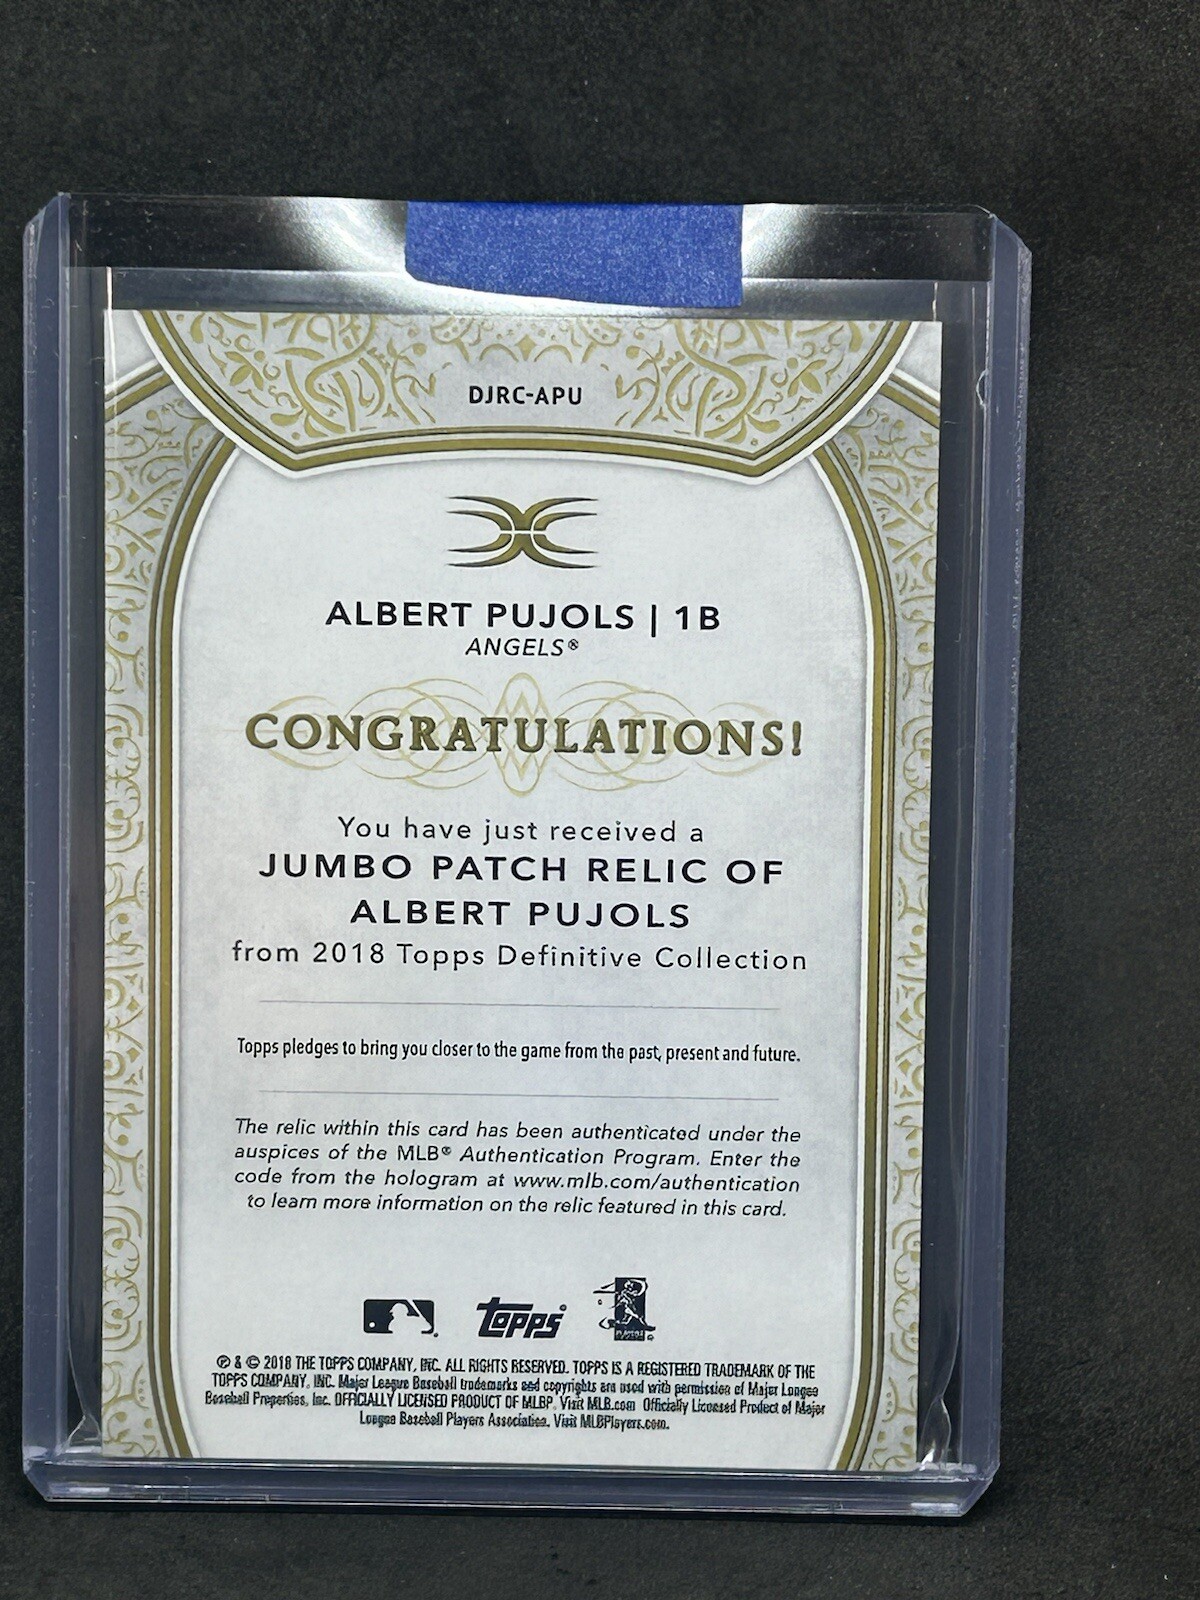 DJRC-APU
ALBERT PUJOLS | 1B
ANGELS®
CONGRATULATIONS!
You have just received a
JUMBO PATCH RELIC OF
ALBERT PUJOLS
from 2018 Topps Definitive Collection
Topps pledges to bring you closer to the game from the past, present and future.
The relic within this card has been authenticated under the
auspices of the MLB® Authentication Program. Enter the
code from the hologram at www.mlb.com/authentication
to learn more information on the relic featured in this card.
Topps
℗ & © 2018 THE TOPPS COMPANY, INC. ALL RIGHTS RESERVED. TOPPS IS A REGISTERED TRADEMARK OF THE
TOPPS COMPANY, INC. Major League Baseball trademarks and copyrights are used with permission of Major League
Baseball Properties, Inc. OFFICIALLY LICENSED PRODUCT OF MLBP. Visit MLB.com Officially Licensed Product of Major
League Baseball Players Association. Visit MLBPlayers.com.